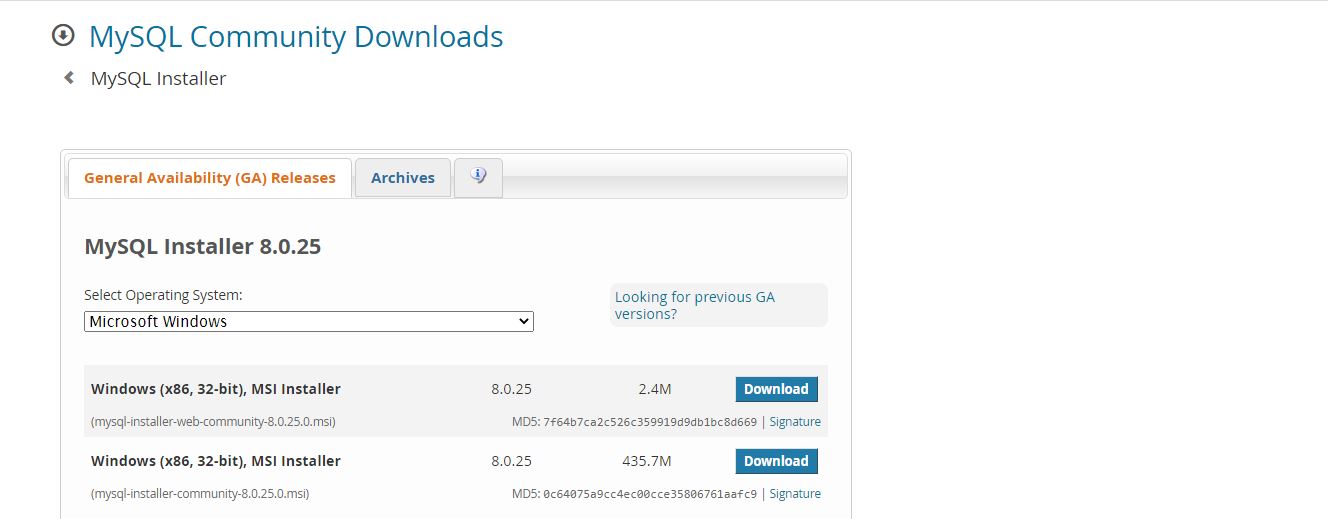 MySQL Community Downloads
MySQL Installer
General Availability (GA) Releases Archives
MySQL Installer 8.0.25
Select Operating System:
Microsoft Windows
Looking for previous GA
versions?
Windows (x86, 32-bit), MSI Installer 8.0.25 2.4M Download
(mysql-installer-web-community-8.0.25.0.msi) MD5: 7f64b7ca2c526c359919d9db1bc8d669 | Signature
Windows (x86, 32-bit), MSI Installer 8.0.25 435.7M Download
(mysql-installer-community-8.0.25.0.msi) MD5: 0c64075a9cc4ec00cce35806761aafc9 | Signature